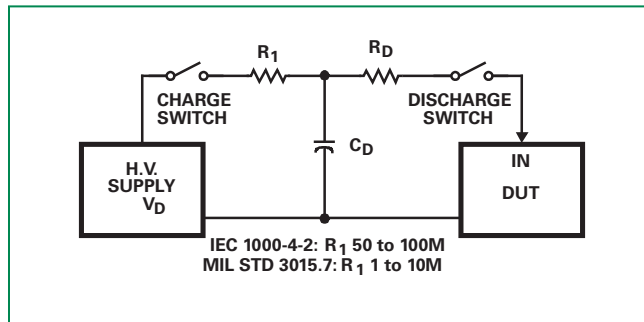 R1
RD
CHARGE
SWITCH
DISCHARGE
SWITCH
CD
H.V.
SUPPLY
VD
IN
DUT
IEC 1000-4-2: R1 50 to 100M
MIL STD 3015.7: R1 1 to 10M